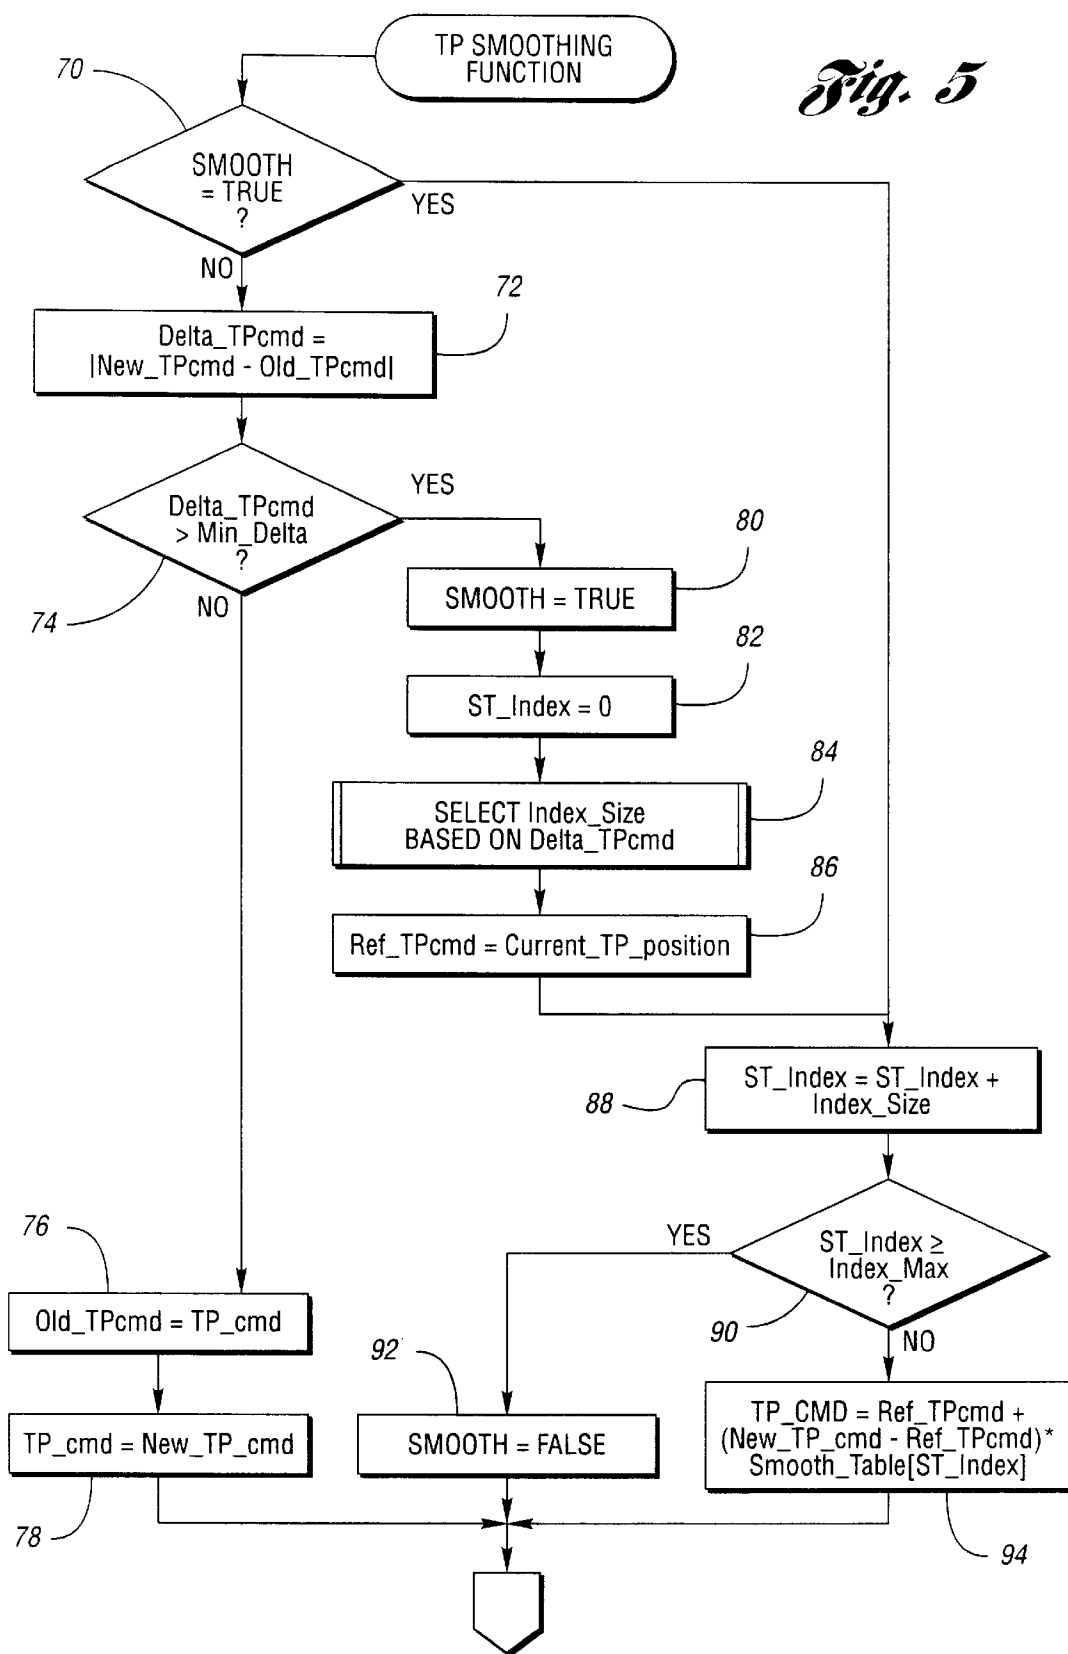 TP SMOOTHING
FUNCTION
Fig. 5
70
SMOOTH
= TRUE
?
YES
NO
72
Delta_TPcmd =
|New_TPcmd - Old_TPcmd|
YES
Delta_TPcmd
> Min_Delta
?
74
NO
80
SMOOTH = TRUE
82
ST_Index = 0
84
SELECT Index_Size
BASED ON Delta_TPcmd
86
Ref_TPcmd = Current_TP_position
88
ST_Index = ST_Index +
Index_Size
76
YES
ST_Index ≥
Index_Max
?
90
NO
Old_TPcmd = TP_cmd
92
TP_cmd = New_TP_cmd
SMOOTH = FALSE
TP_CMD = Ref_TPcmd +
(New_TP_cmd - Ref_TPcmd)*
Smooth_Table[ST_Index]
78
94